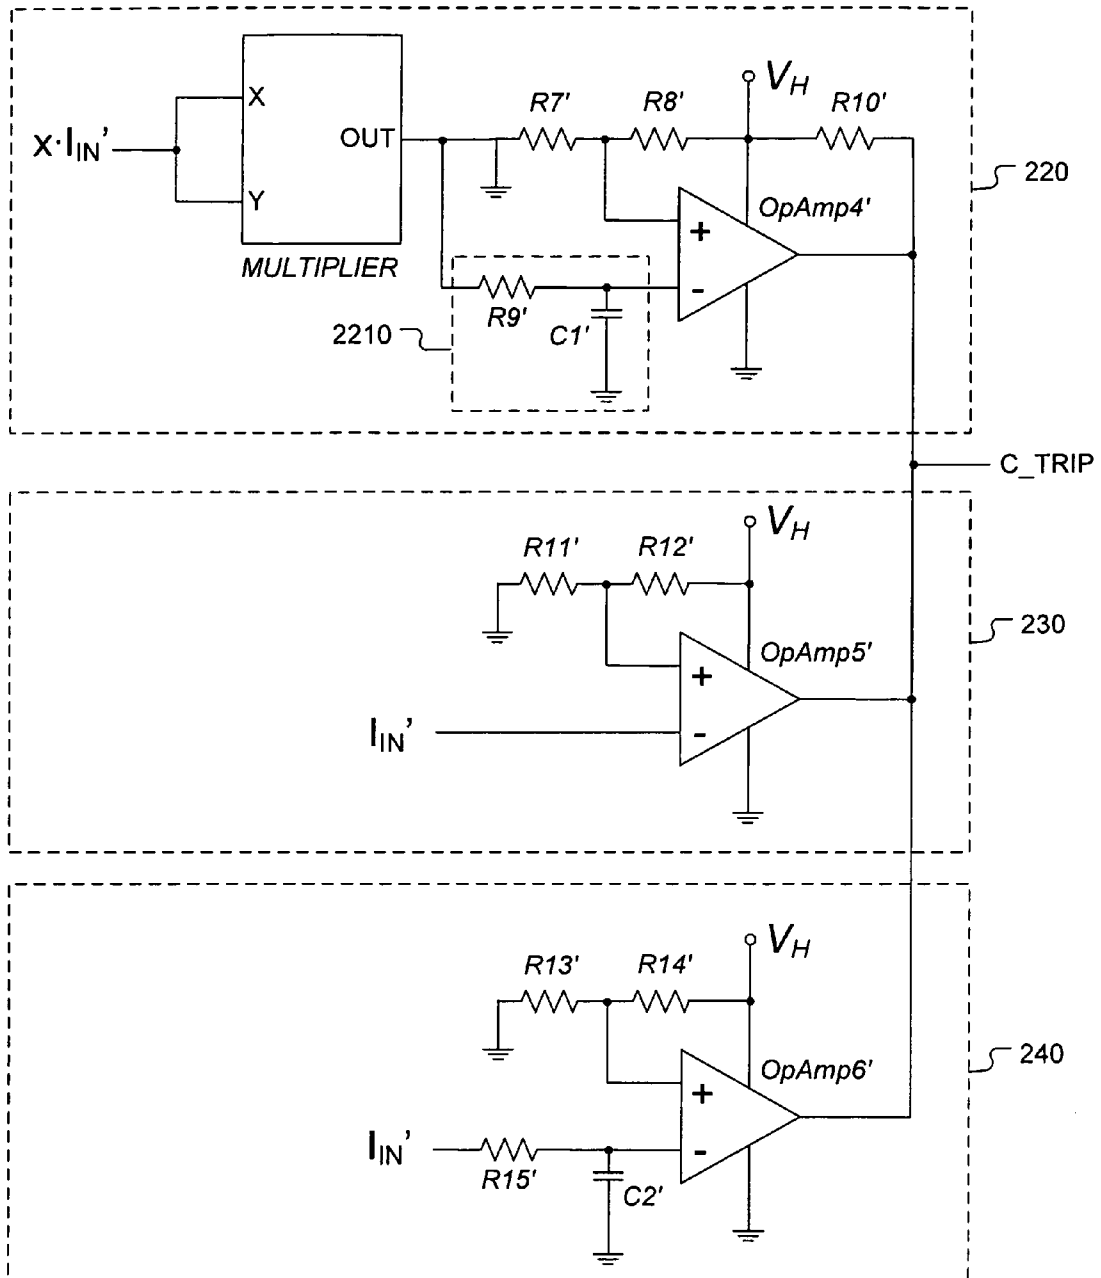 V_H
R7'
R8'
R10'
X
x·I_IN'
OUT
220
Y
OpAmp4'
+
MULTIPLIER
-
R9'
C1'
2210
C_TRIP
V_H
R11'
R12'
230
OpAmp5'
+
I_IN'
-
V_H
R13'
R14'
240
OpAmp6'
+
I_IN'
-
R15'
C2'